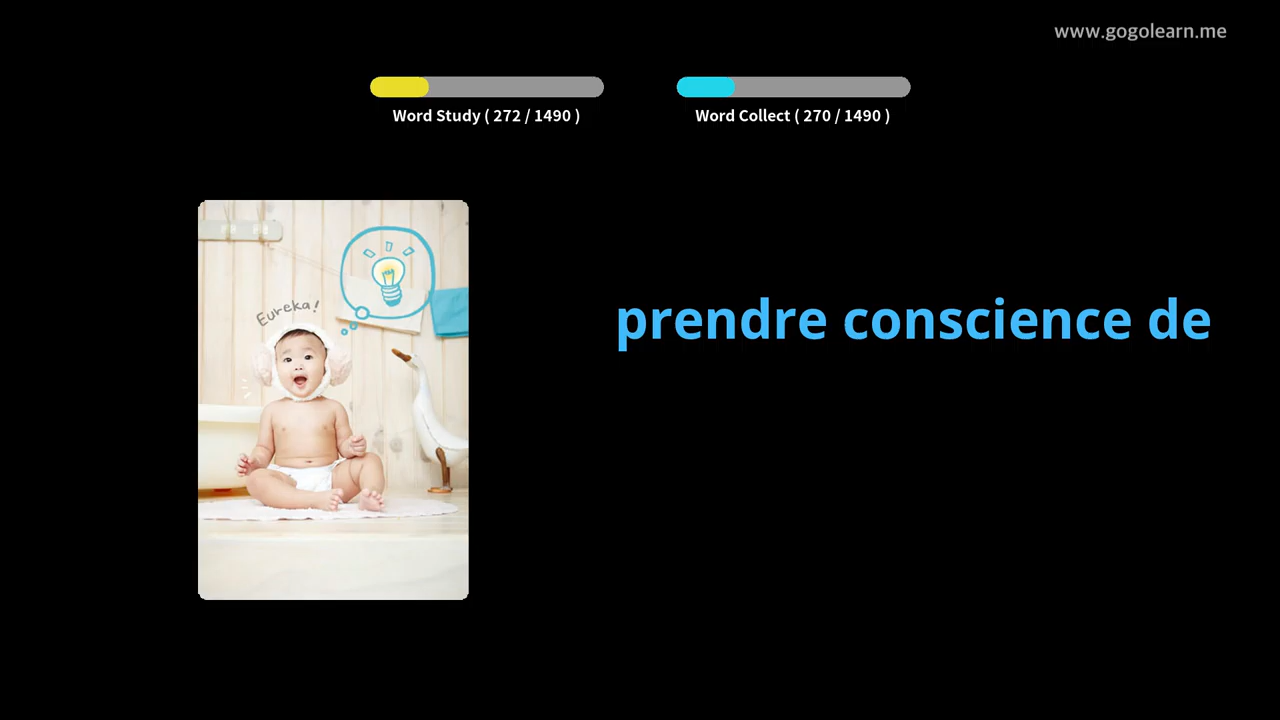 www.gogolearn.me
Word Study ( 272 / 1490 )
Word Collect ( 270 / 1490 )
Eureka!
prendre conscience de